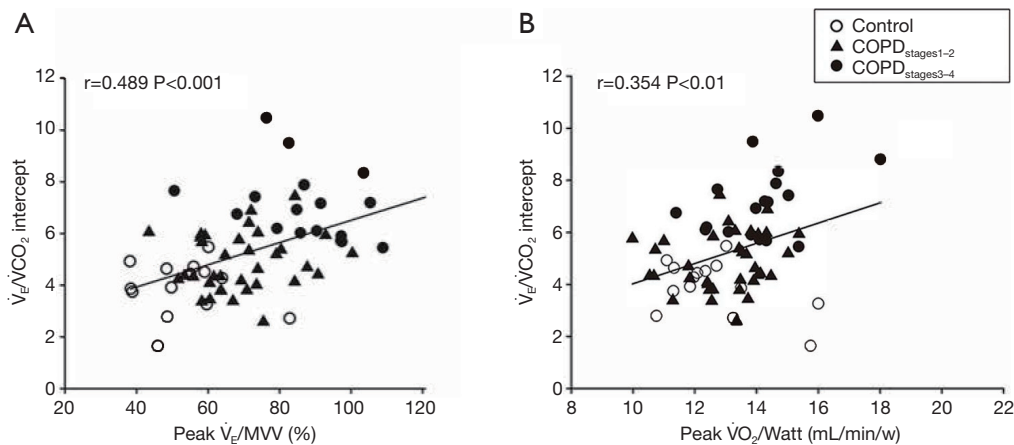 A
B
Control
COPDstages1–2
COPDstages3–4
r=0.489 P<0.001
r=0.354 P<0.01
V̇E/V̇CO2 intercept
12
10
8
6
4
2
0
20 40 60 80 100 120
Peak V̇E/MVV (%)
V̇E/V̇CO2 intercept
12
10
8
6
4
2
0
8 10 12 14 16 18 20 22
Peak V̇O2/Watt (mL/min/w)